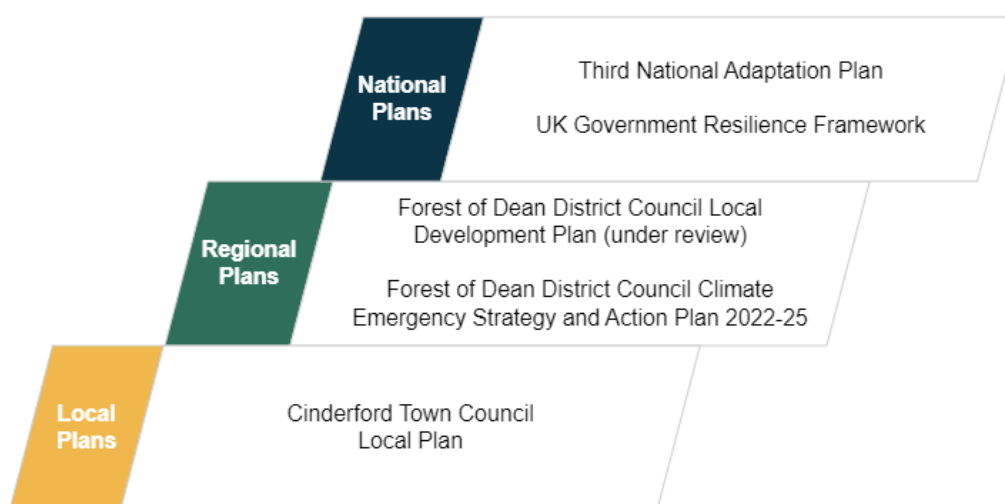 National
Plans
Third National Adaptation Plan
UK Government Resilience Framework
Regional
Plans
Forest of Dean District Council Local
Development Plan (under review)
Forest of Dean District Council Climate
Emergency Strategy and Action Plan 2022-25
Local
Plans
Cinderford Town Council
Local Plan